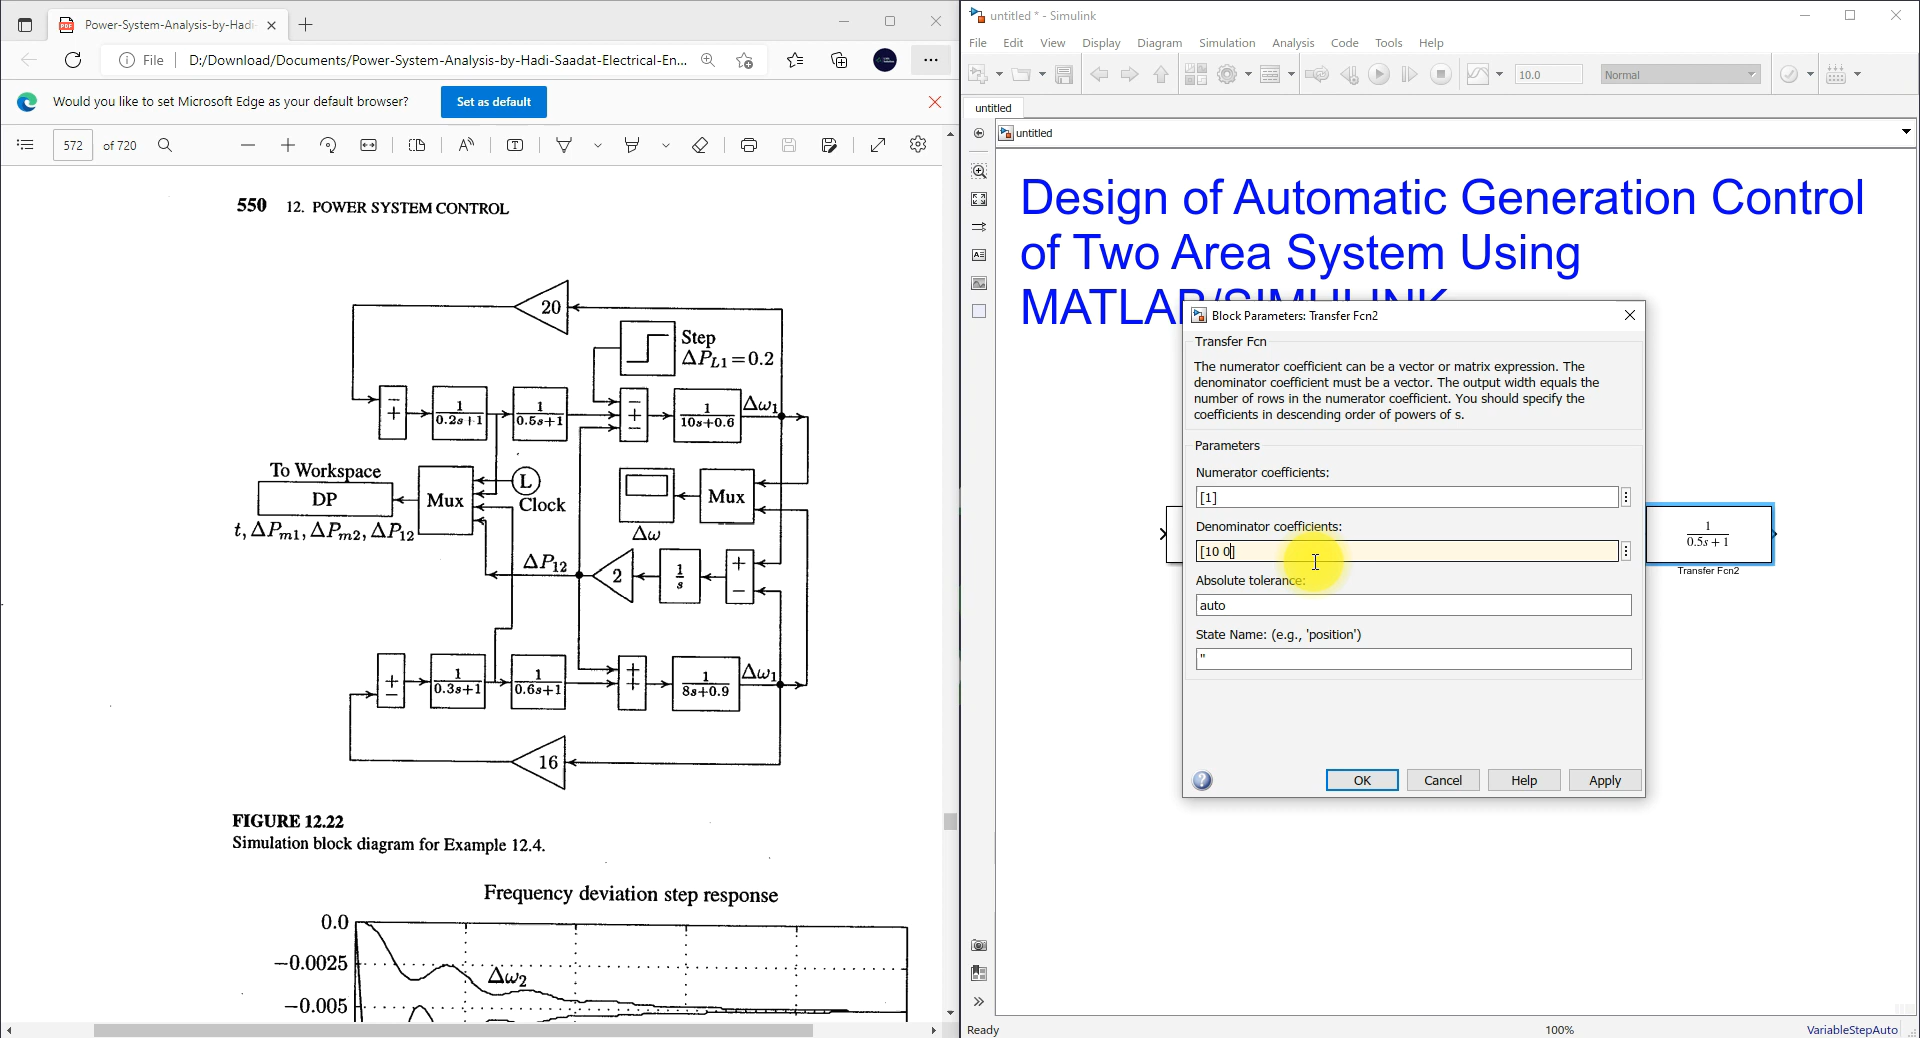 Power-System-Analysis-by-Hadi-
File
D:/Download/Documents/Power-System-Analysis-by-Hadi-Saadat-Electrical-En...
Would you like to set Microsoft Edge as your default browser?
Set as default
572 of 720
550 12. POWER SYSTEM CONTROL
20
Step
ΔP_L1=0.2
− +
1/(0.2s+1)
1/(0.5s+1)
− + −
1/(10s+0.6)
Δω₁
To Workspace
DP
Mux
L
Clock
Mux
t, ΔPm1, ΔPm2, ΔP12
Δω
ΔP12
2
1/s
+ −
+ −
1/(0.3s+1)
1/(0.6s+1)
+ +
1/(8s+0.9)
Δω₁
16
FIGURE 12.22
Simulation block diagram for Example 12.4.
Frequency deviation step response
0.0
−0.0025
−0.005
Δω₂
untitled * - Simulink
File Edit View Display Diagram Simulation Analysis Code Tools Help
10.0
Normal
untitled
untitled
Design of Automatic Generation Control
of Two Area System Using
MATLAB/SIMULINK
Block Parameters: Transfer Fcn2
Transfer Fcn
The numerator coefficient can be a vector or matrix expression. The
denominator coefficient must be a vector. The output width equals the
number of rows in the numerator coefficient. You should specify the
coefficients in descending order of powers of s.
Parameters
Numerator coefficients:
[1]
Denominator coefficients:
[10 0]
Absolute tolerance:
auto
State Name: (e.g., 'position')
''
OK
Cancel
Help
Apply
1
0.5s + 1
Transfer Fcn2
Ready
100%
VariableStepAuto